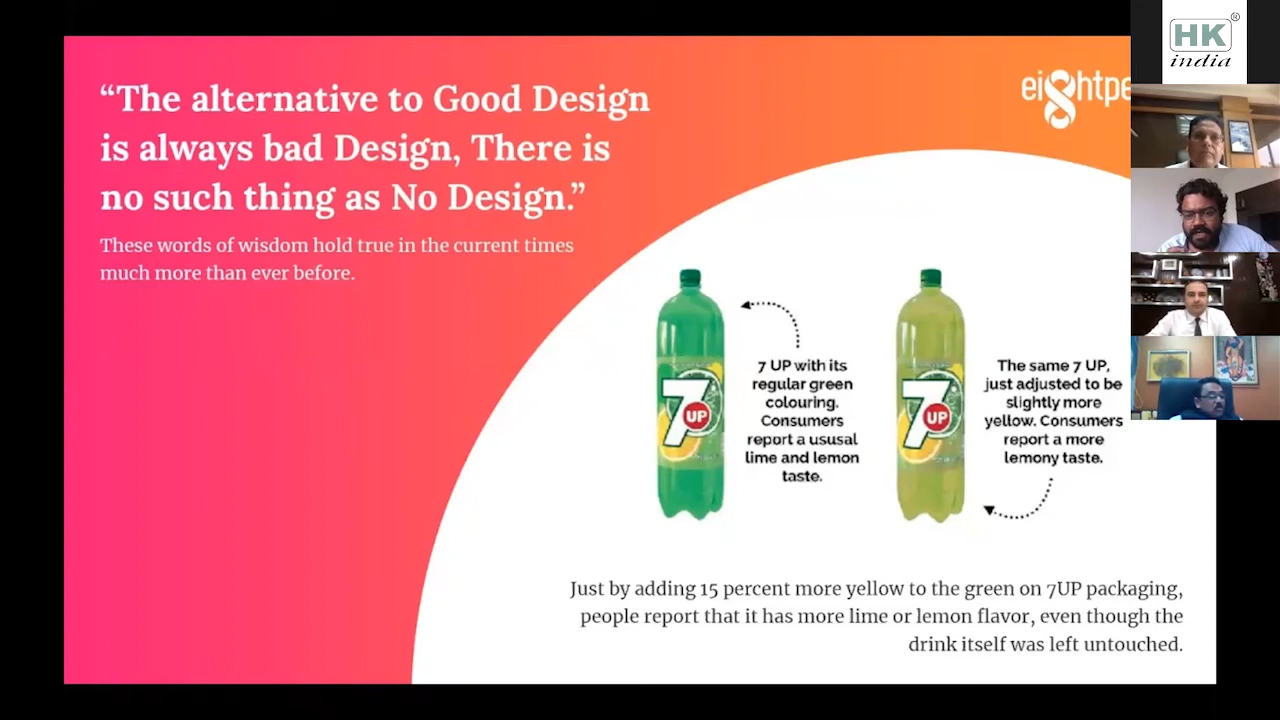 “The alternative to Good Design
is always bad Design, There is
no such thing as No Design.”
These words of wisdom hold true in the current times
much more than ever before.
ei8htpe
HK®
india
7 UP with its
regular green
colouring.
Consumers
report a ususal
lime and lemon
taste.
The same 7 UP,
just adjusted to be
slightly more
yellow. Consumers
report a more
lemony taste.
7 UP
7 UP
Just by adding 15 percent more yellow to the green on 7UP packaging,
people report that it has more lime or lemon flavor, even though the
drink itself was left untouched.